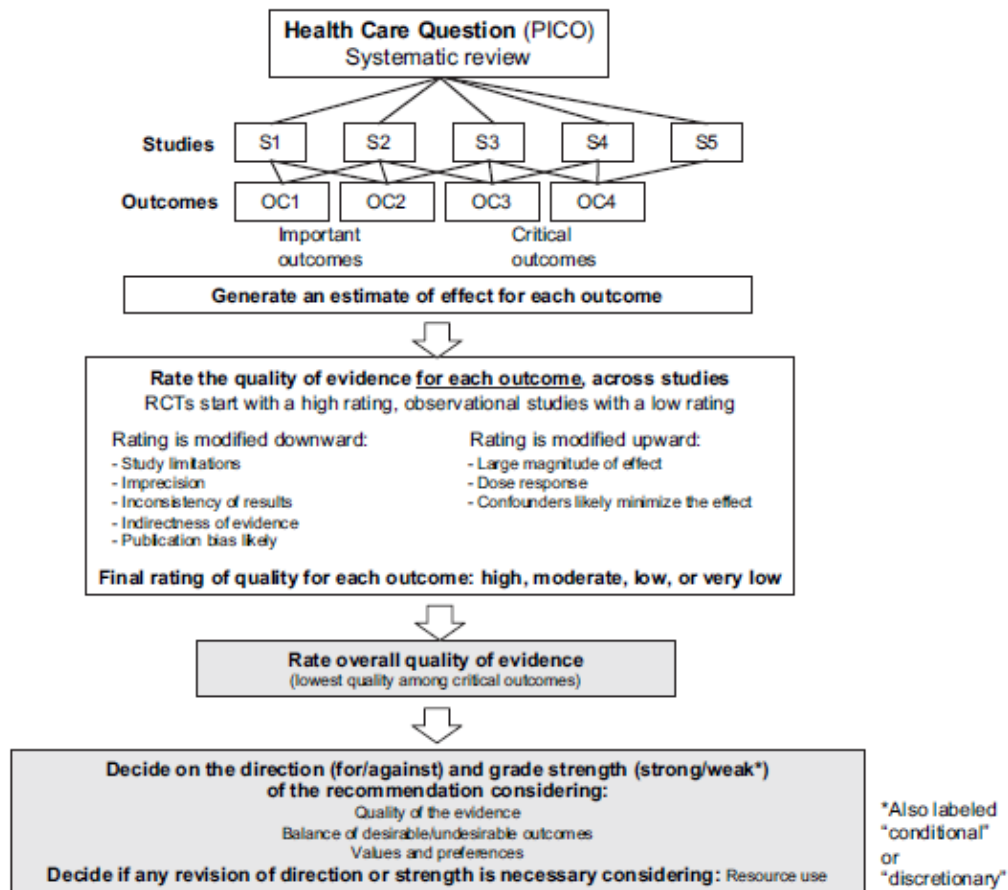 Health Care Question (PICO)
Systematic review
Studies
S1 S2 S3 S4 S5
Outcomes
OC1 OC2 OC3 OC4
Important
outcomes
Critical
outcomes
Generate an estimate of effect for each outcome
Rate the quality of evidence for each outcome, across studies
RCTs start with a high rating, observational studies with a low rating
Rating is modified downward:
- Study limitations
- Imprecision
- Inconsistency of results
- Indirectness of evidence
- Publication bias likely
Rating is modified upward:
- Large magnitude of effect
- Dose response
- Confounders likely minimize the effect
Final rating of quality for each outcome: high, moderate, low, or very low
Rate overall quality of evidence
(lowest quality among critical outcomes)
Decide on the direction (for/against) and grade strength (strong/weak*)
of the recommendation considering:
Quality of the evidence
Balance of desirable/undesirable outcomes
Values and preferences
Decide if any revision of direction or strength is necessary considering: Resource use
*Also labeled
"conditional"
or
"discretionary"